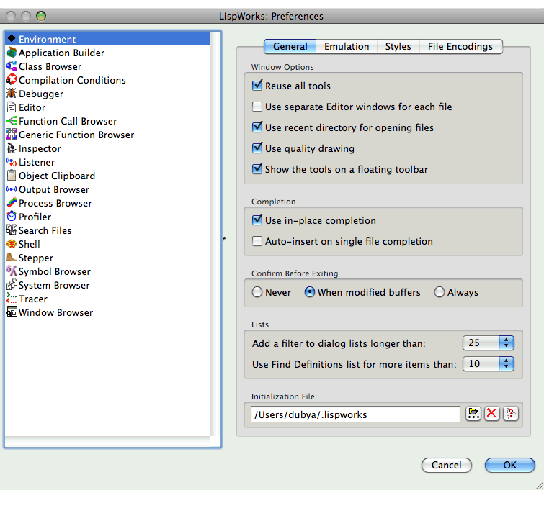 LispWorks: Preferences
Environment
Application Builder
Class Browser
Compilation Conditions
Debugger
Editor
Function Call Browser
Generic Function Browser
Inspector
Listener
Object Clipboard
Output Browser
Process Browser
Profiler
Search Files
Shell
Stepper
Symbol Browser
System Browser
Tracer
Window Browser
General Emulation Styles File Encodings
Window Options
Reuse all tools
Use separate Editor windows for each file
Use recent directory for opening files
Use quality drawing
Show the tools on a floating toolbar
Completion
Use in-place completion
Auto-insert on single file completion
Confirm Before Exiting
Never When modified buffers Always
Lists
Add a filter to dialog lists longer than: 25
Use Find Definitions list for more items than: 10
Initialization File
/Users/dubya/.lispworks
Cancel OK